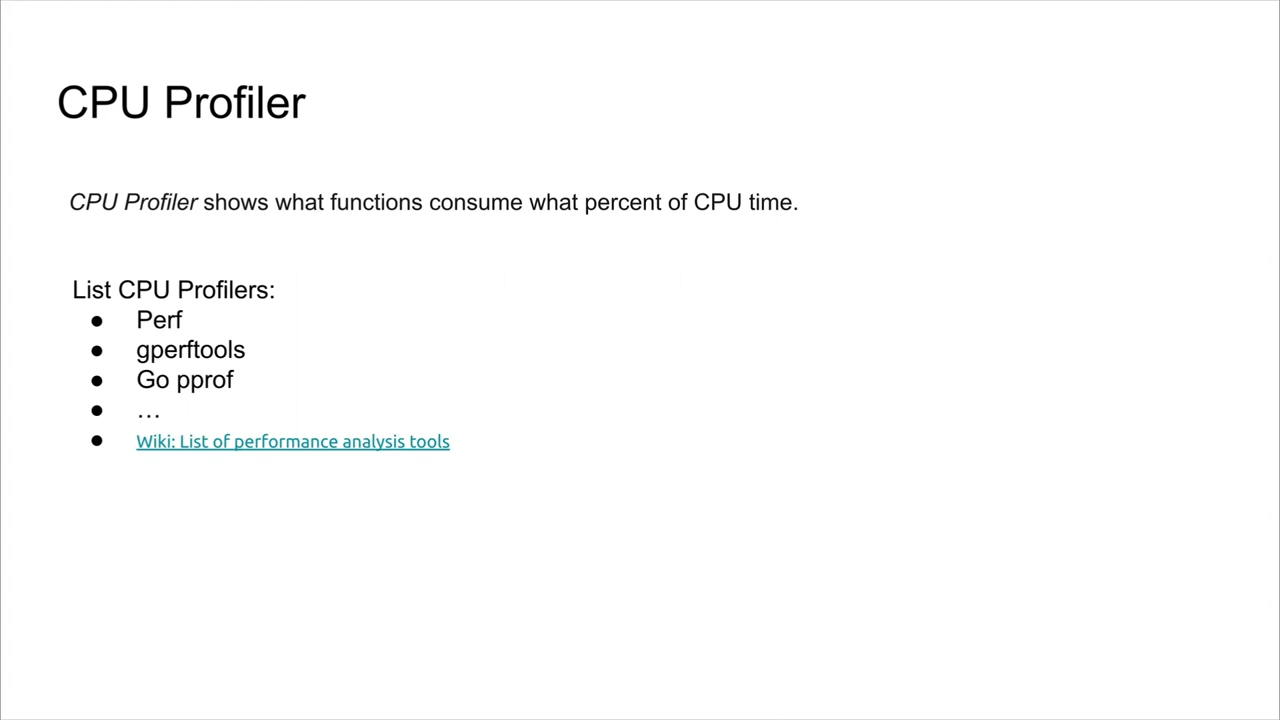 CPU Profiler
CPU Profiler shows what functions consume what percent of CPU time.
List CPU Profilers:
● Perf
● gperftools
● Go pprof
● …
● Wiki: List of performance analysis tools